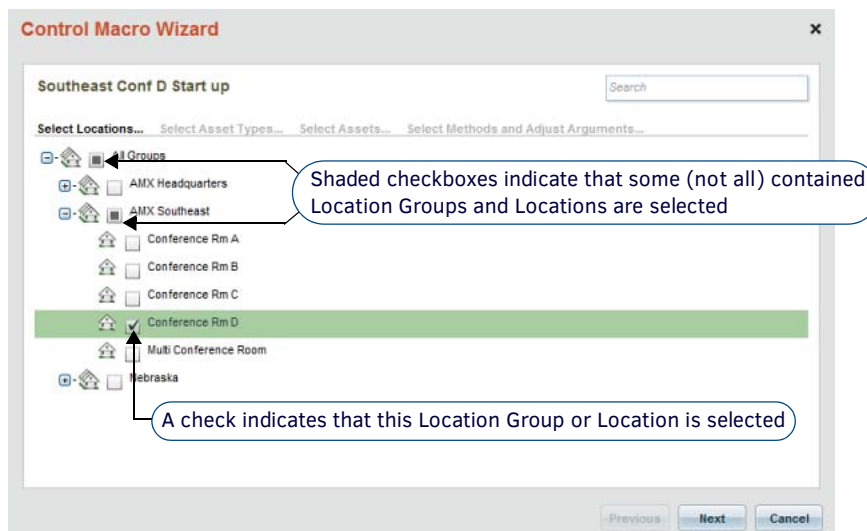 Control Macro Wizard
Southeast Conf D Start up
Search
Select Locations... Select Asset Types... Select Assets... Select Methods and Adjust Arguments...
All Groups
AMX Headquarters
Shaded checkboxes indicate that some (not all) contained
Location Groups and Locations are selected
AMX Southeast
Conference Rm A
Conference Rm B
Conference Rm C
Conference Rm D
Multi Conference Room
Nebraska
A check indicates that this Location Group or Location is selected
Previous Next Cancel